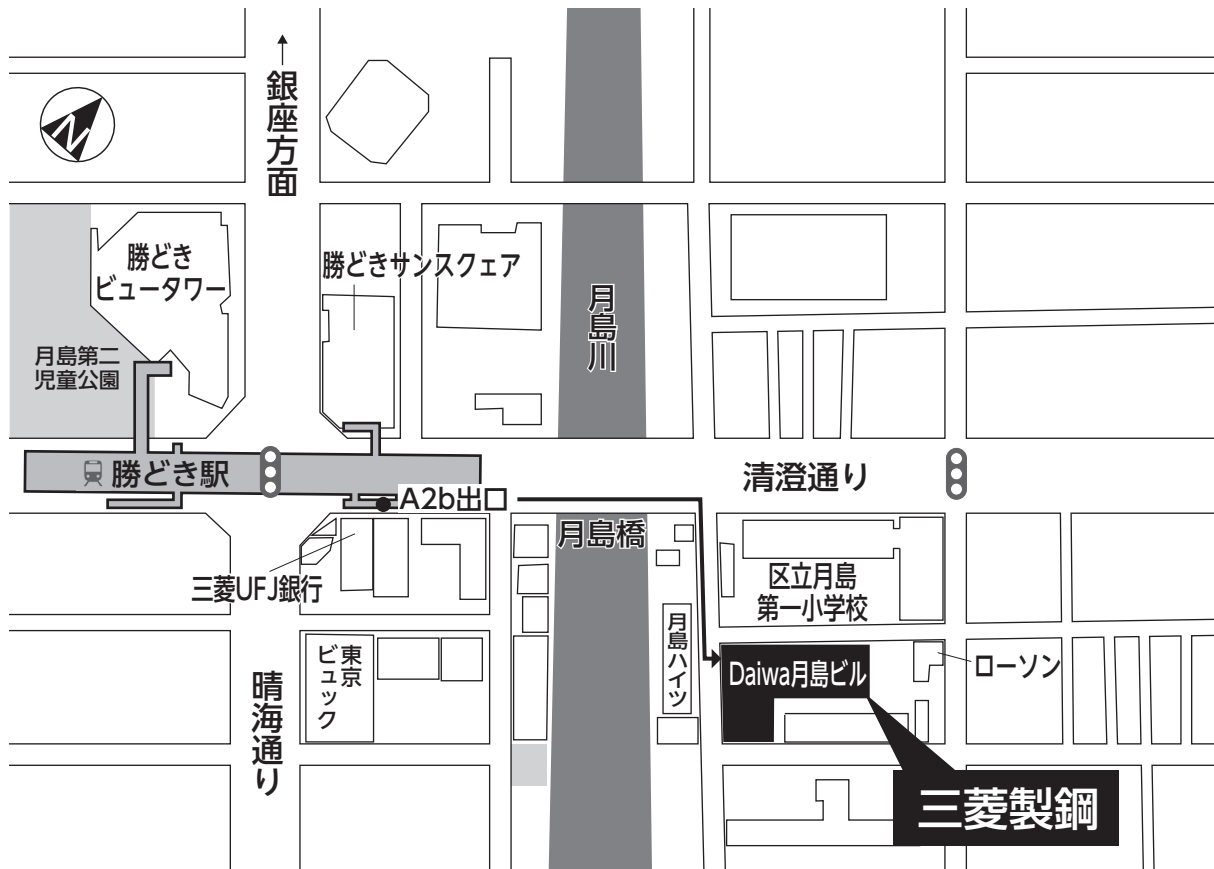 銀座方面
N
勝どき
ビュータワー
勝どきサンスクェア
月島川
月島第二
児童公園
勝どき駅
清澄通り
A2b出口
月島橋
三菱UFJ銀行
区立月島
第一小学校
月島ハイツ
東京
ビュック
Daiwa月島ビル
ローソン
晴海通り
三菱製鋼